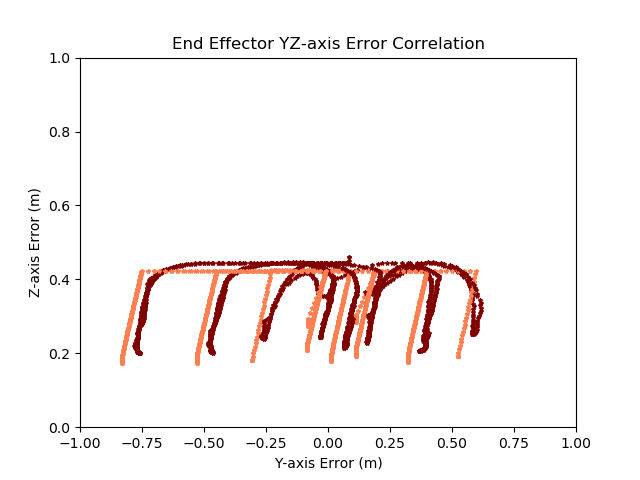 End Effector YZ-axis Error Correlation
1.0
0.8
0.6
0.4
0.2
0.0
Z-axis Error (m)
−1.00 −0.75 −0.50 −0.25 0.00 0.25 0.50 0.75 1.00
Y-axis Error (m)